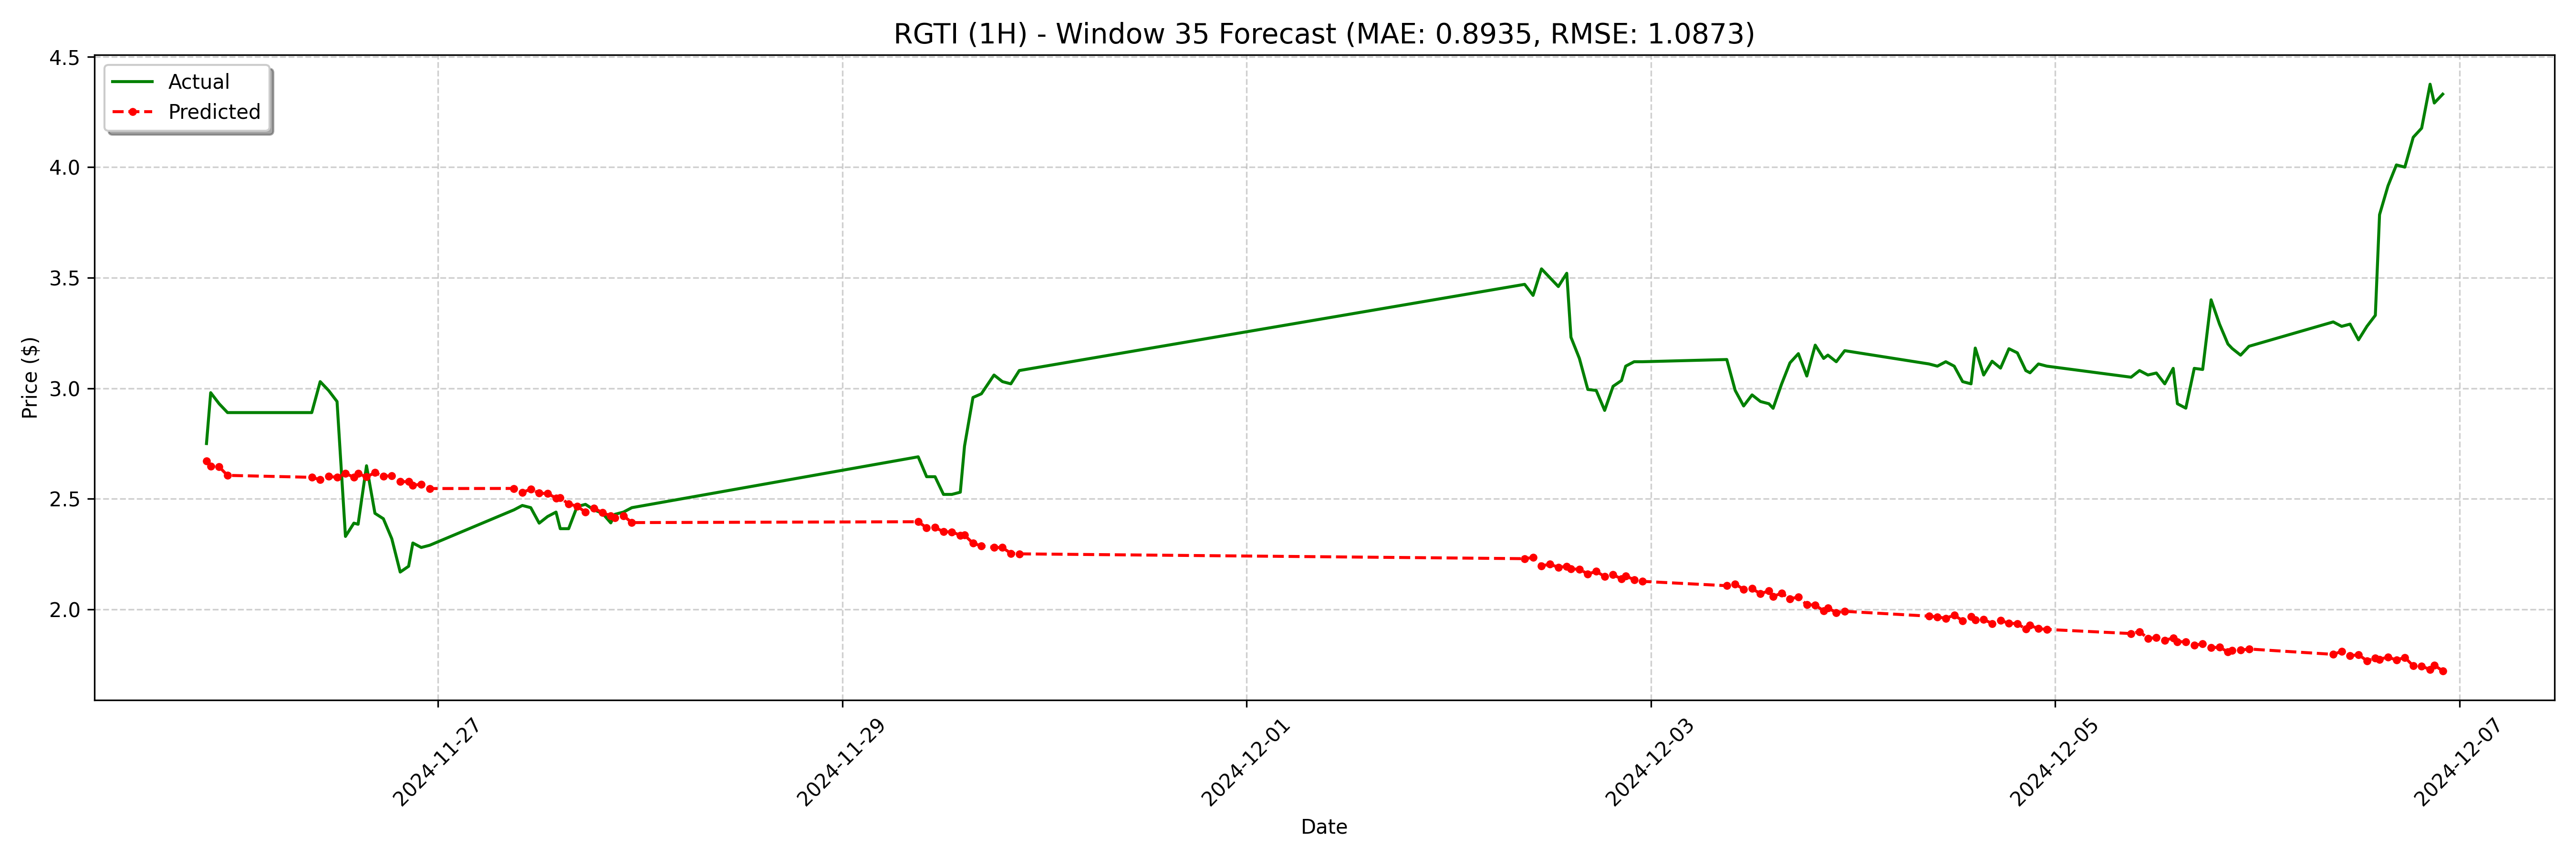 RGTI (1H) - Window 35 Forecast (MAE: 0.8935, RMSE: 1.0873)
Actual
Predicted
Price ($)
4.5
4.0
3.5
3.0
2.5
2.0
2024-11-27
2024-11-29
2024-12-01
2024-12-03
2024-12-05
2024-12-07
Date